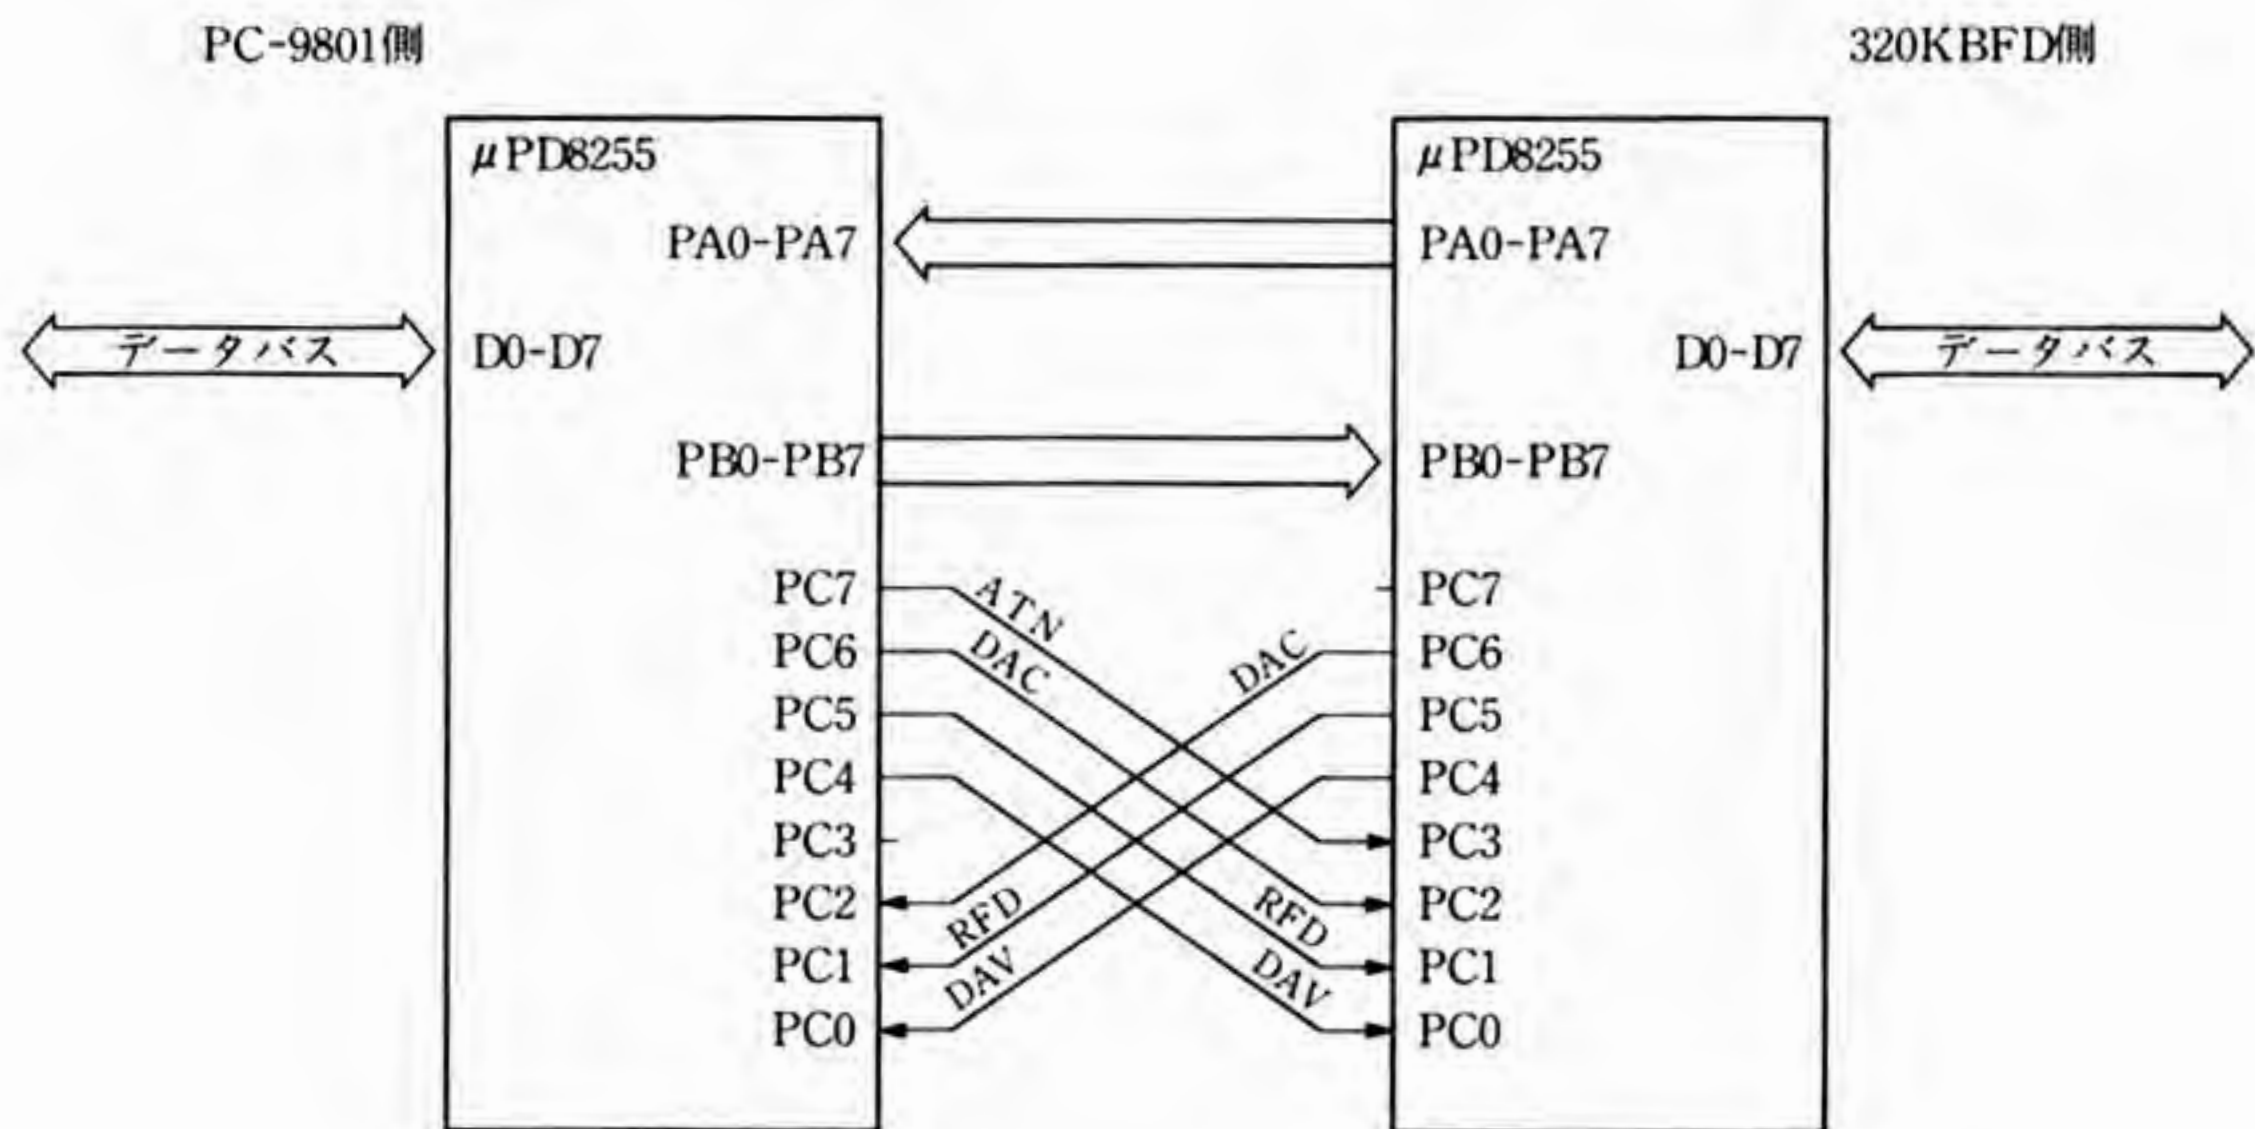 PC-9801側
320KBFD側
μPD8255
μPD8255
PA0-PA7
PA0-PA7
データバス
D0-D7
D0-D7
データバス
PB0-PB7
PB0-PB7
PC7
ATN
PC7
PC6
DAC
DAC
PC6
PC5
PC5
PC4
PC4
PC3
PC3
PC2
RFD
RFD
PC2
PC1
DAV
DAV
PC1
PC0
PC0